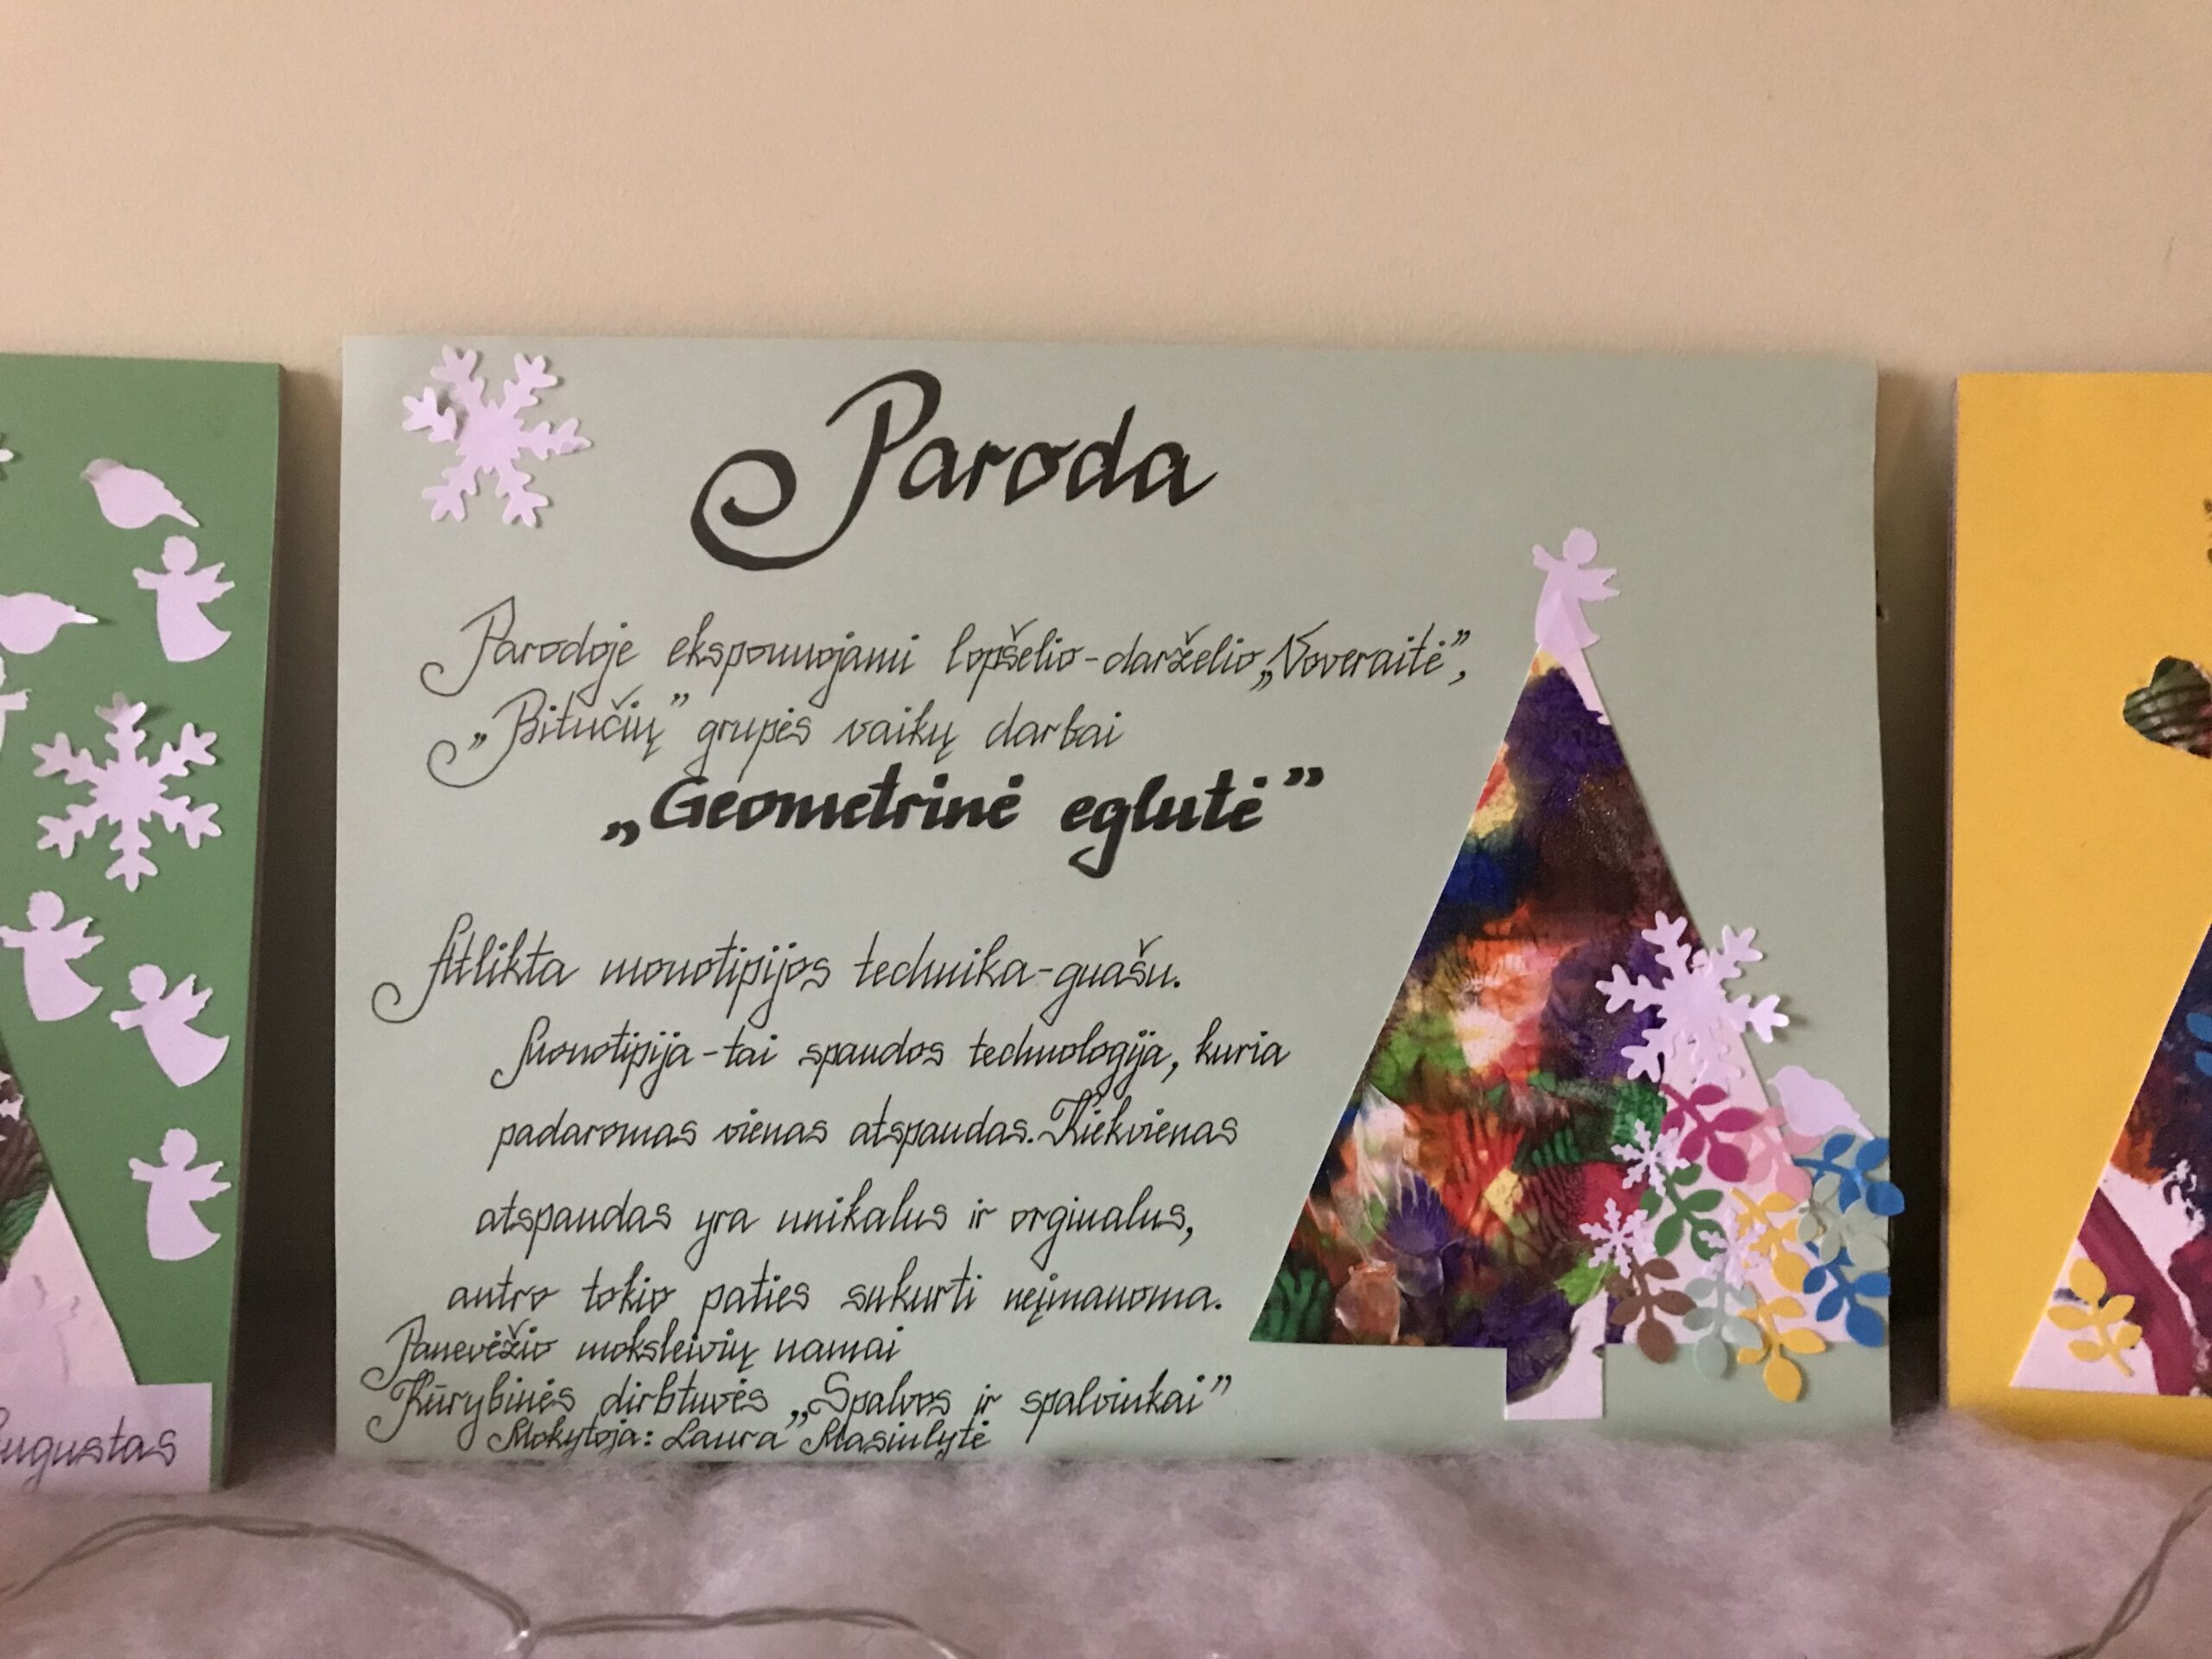 Paroda
Parodoje eksponuojami lopšelio-darželio „Voveraitė”,
„Bitučių” grupės vaikų darbai
„Geometrinė eglutė”
Atlikta monotipijos technika-guašu.
Monotipija-tai spaudos technologija, kuria
padaromas vienas atspaudas. Kiekvienas
atspaudas yra unikalus ir orginalus,
antro tokio paties sukurti neįmanoma.
Panevėžio moksleivių namai
Kūrybinės dirbtuvės „Spalvos ir spalviukai”
Mokytoja: Laura Masiulytė
ugustas